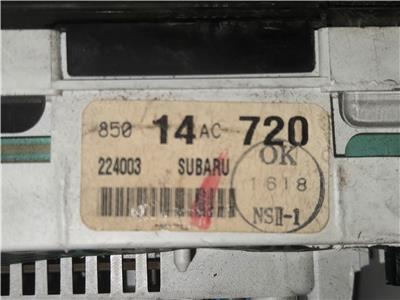 850 14 AC 720
224003 SUBARU
OK
1618
NSII-1